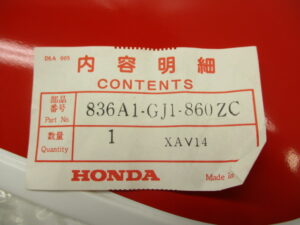 D&A 605
内容明細
CONTENTS
部品番号 Part No 836A1-GJ1-860ZC
数量 Quantity 1 XAV14
HONDA Made in